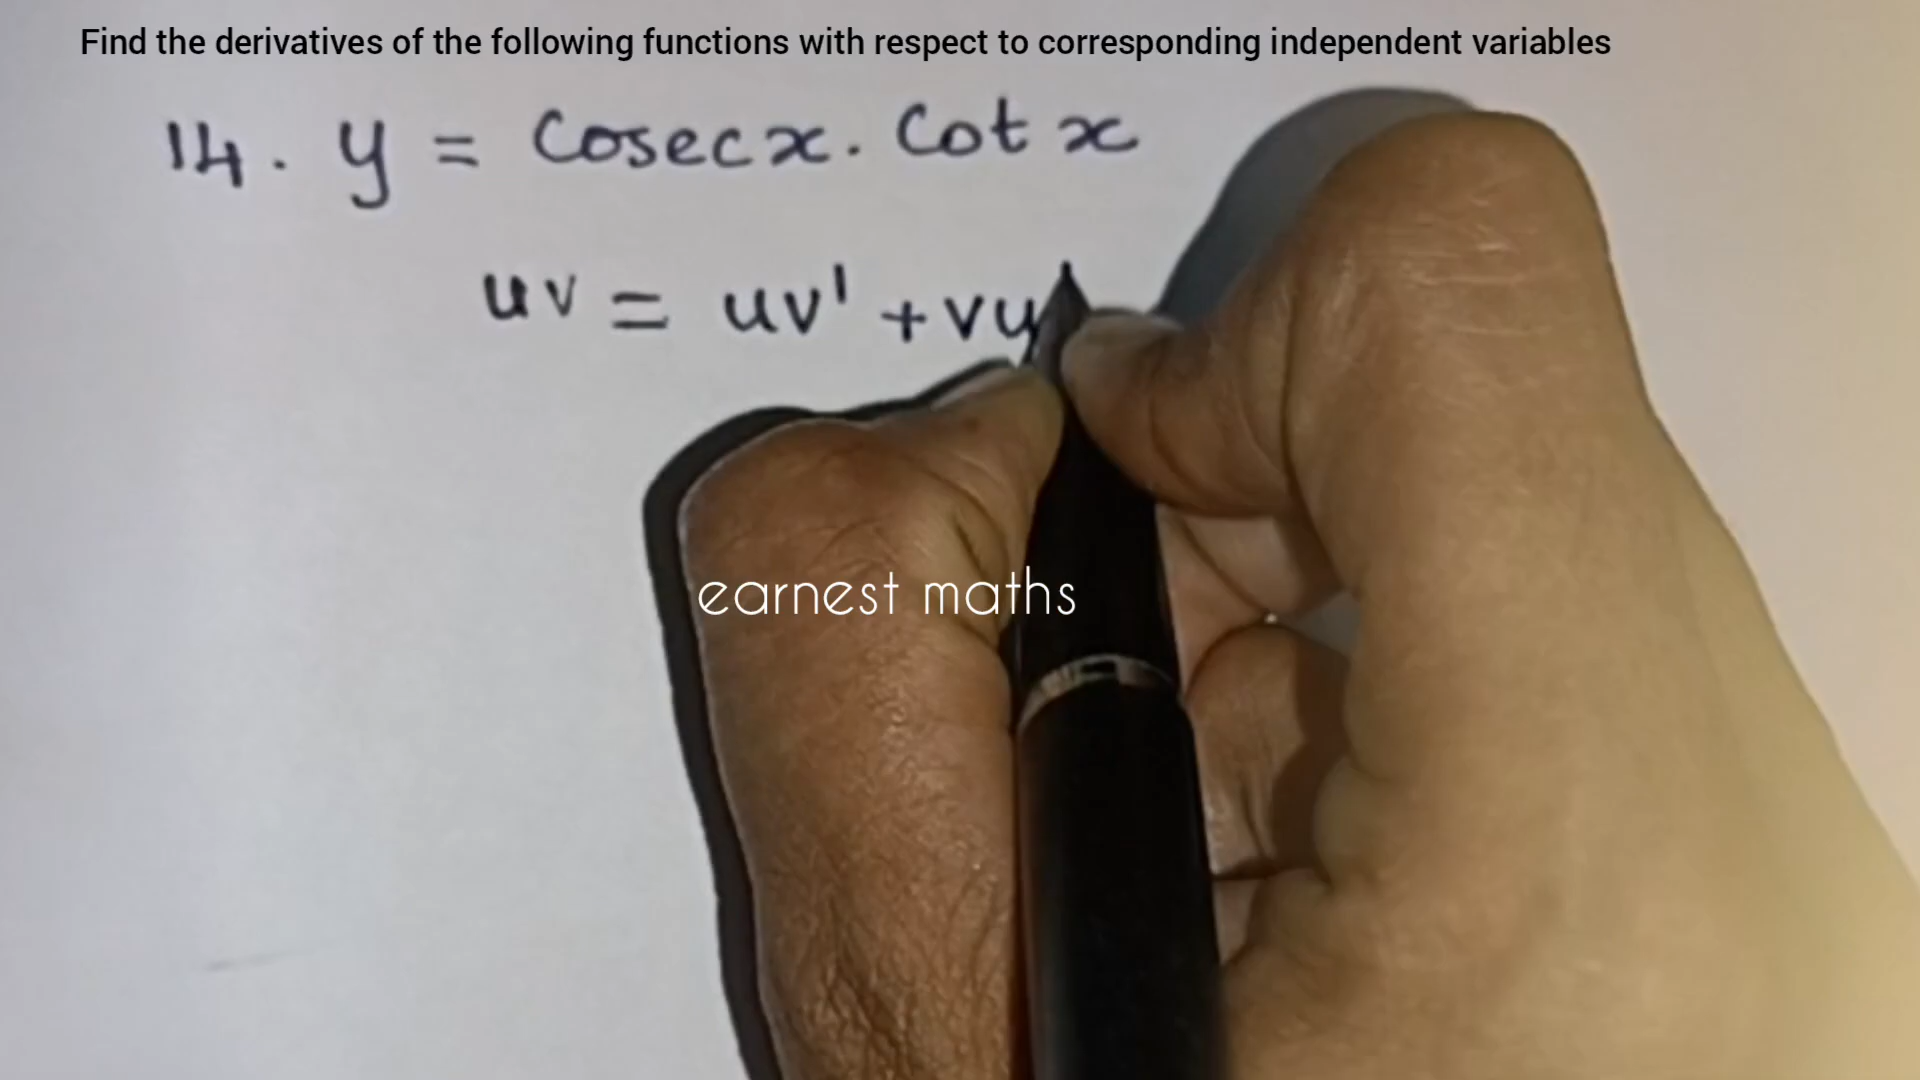 Find the derivatives of the following functions with respect to corresponding independent variables
14. y = Cosecx. Cot x
uv = uv' + vu
earnest maths